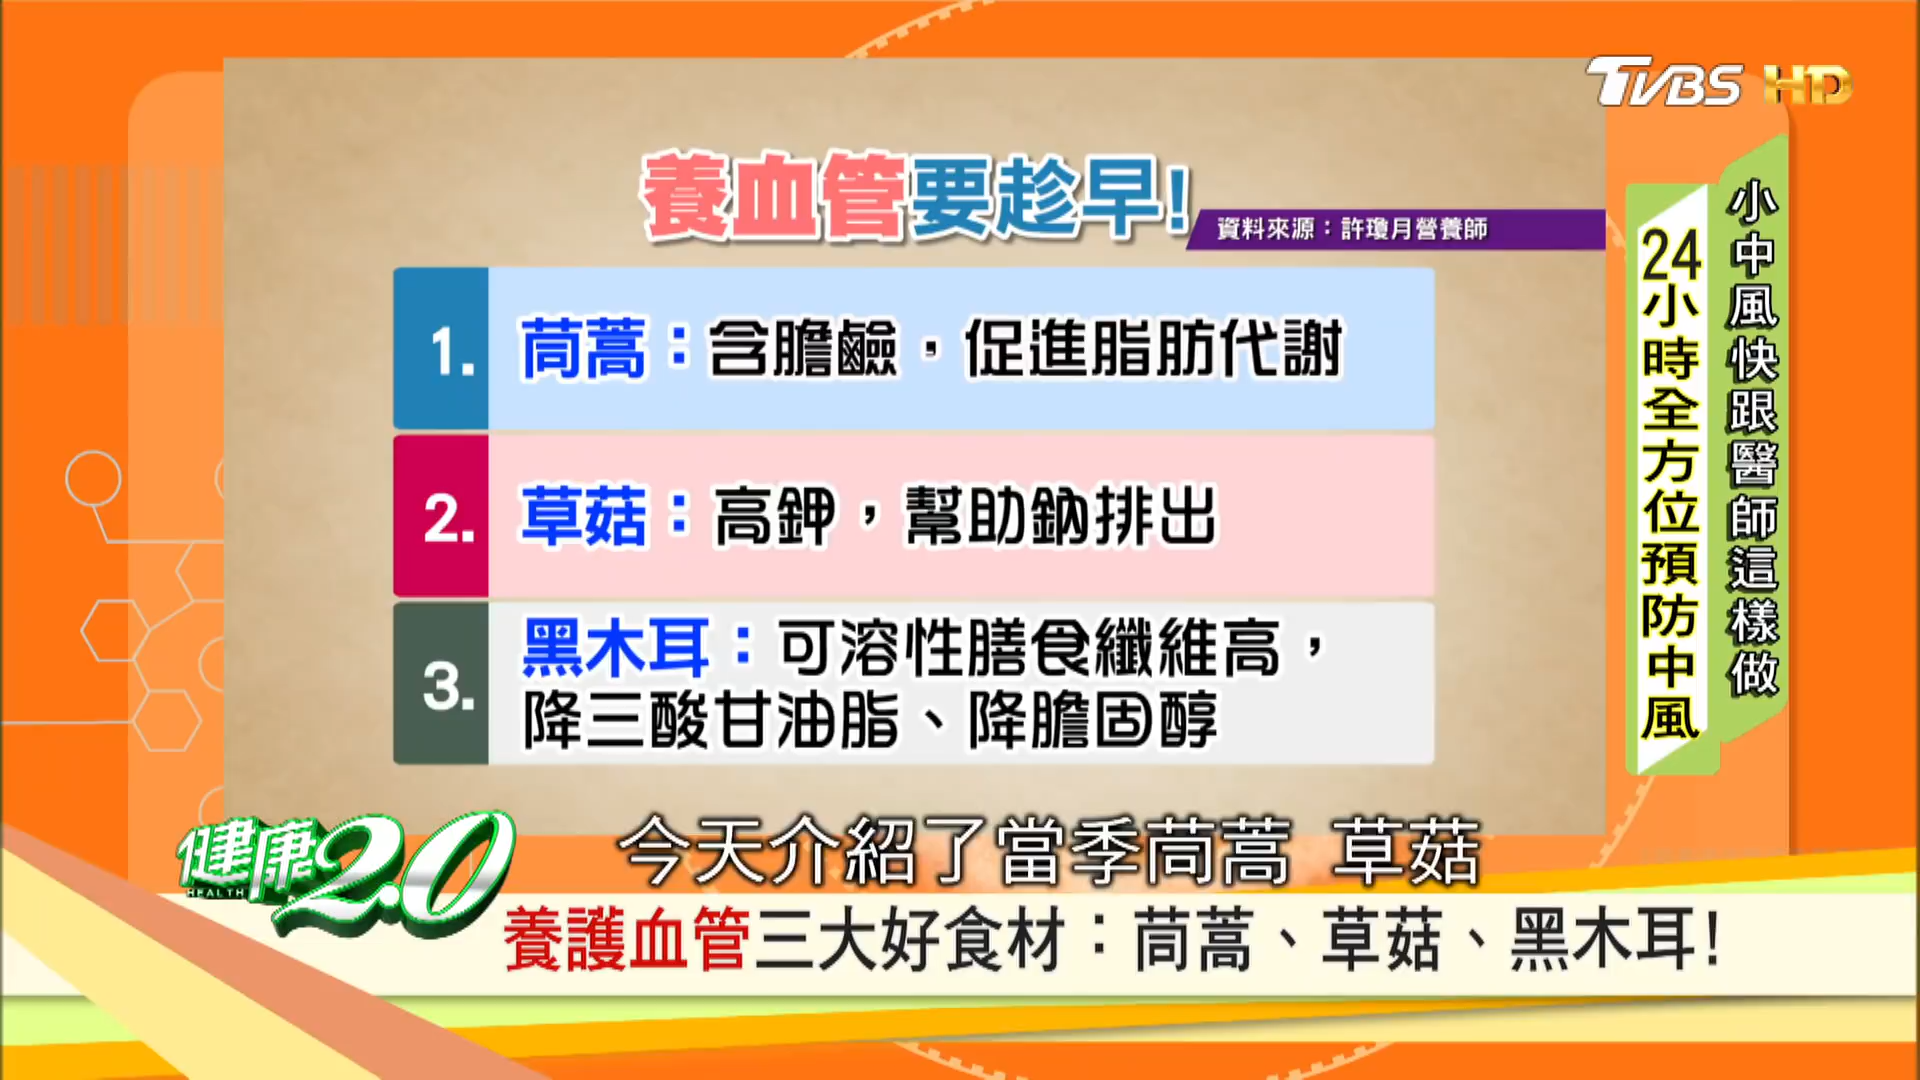 TVBS HD
養血管要趁早!
資料來源：許瓊月營養師
1. 茼蒿：含膽鹼，促進脂肪代謝
2. 草菇：高鉀，幫助鈉排出
3. 黑木耳：可溶性膳食纖維高，
降三酸甘油脂、降膽固醇
小中風快跟醫師這樣做
24小時全方位預防中風
健康2.0
HEALTH
今天介紹了當季茼蒿 草菇
養護血管三大好食材：茼蒿、草菇、黑木耳!